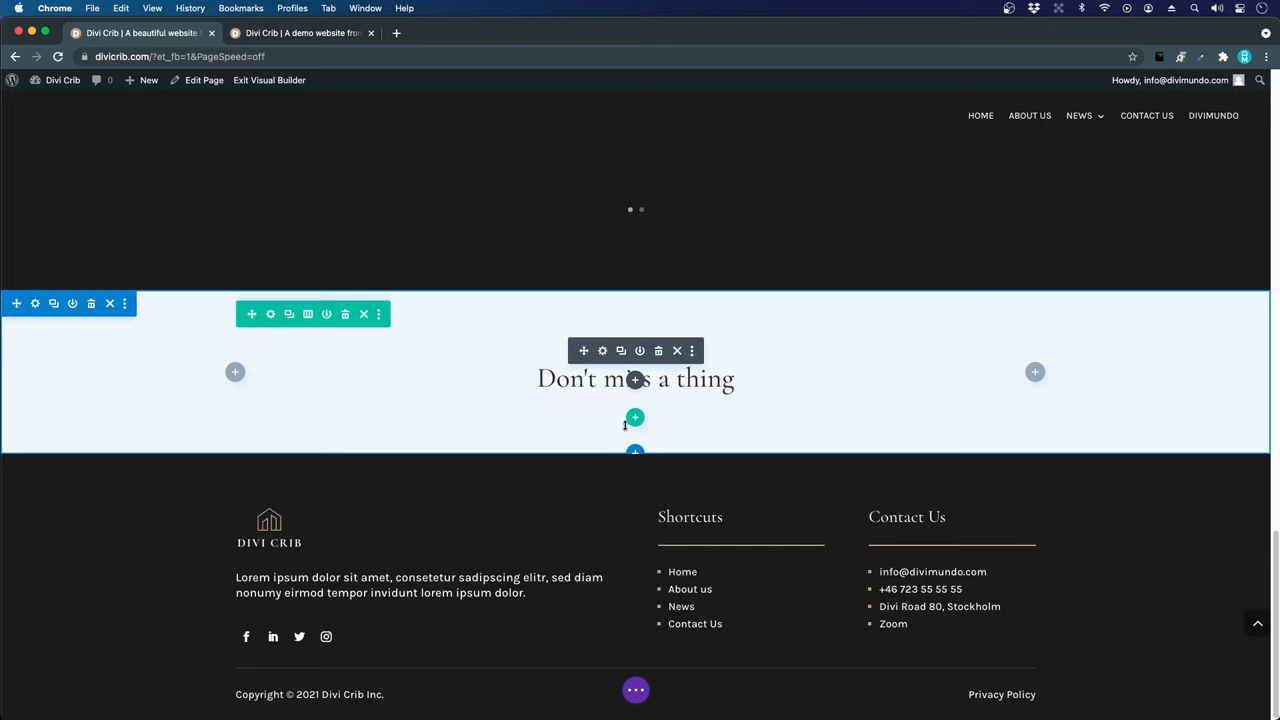 Chrome File Edit View History Bookmarks Profiles Tab Window Help
Divi Crib | A beautiful website Divi Crib | A demo website from
divicrib.com/?et_fb=1&PageSpeed=off
Divi Crib 0 New Edit Page Exit Visual Builder Howdy, info@divimundo.com
HOME ABOUT US NEWS CONTACT US DIVIMUNDO
Don't miss a thing
DIVI CRIB
Lorem ipsum dolor sit amet, consetetur sadipscing elitr, sed diam
nonumy eirmod tempor invidunt lorem ipsum dolor.
Shortcuts
Home
About us
News
Contact Us
Contact Us
info@divimundo.com
+46 723 55 55 55
Divi Road 80, Stockholm
Zoom
Copyright © 2021 Divi Crib Inc. Privacy Policy